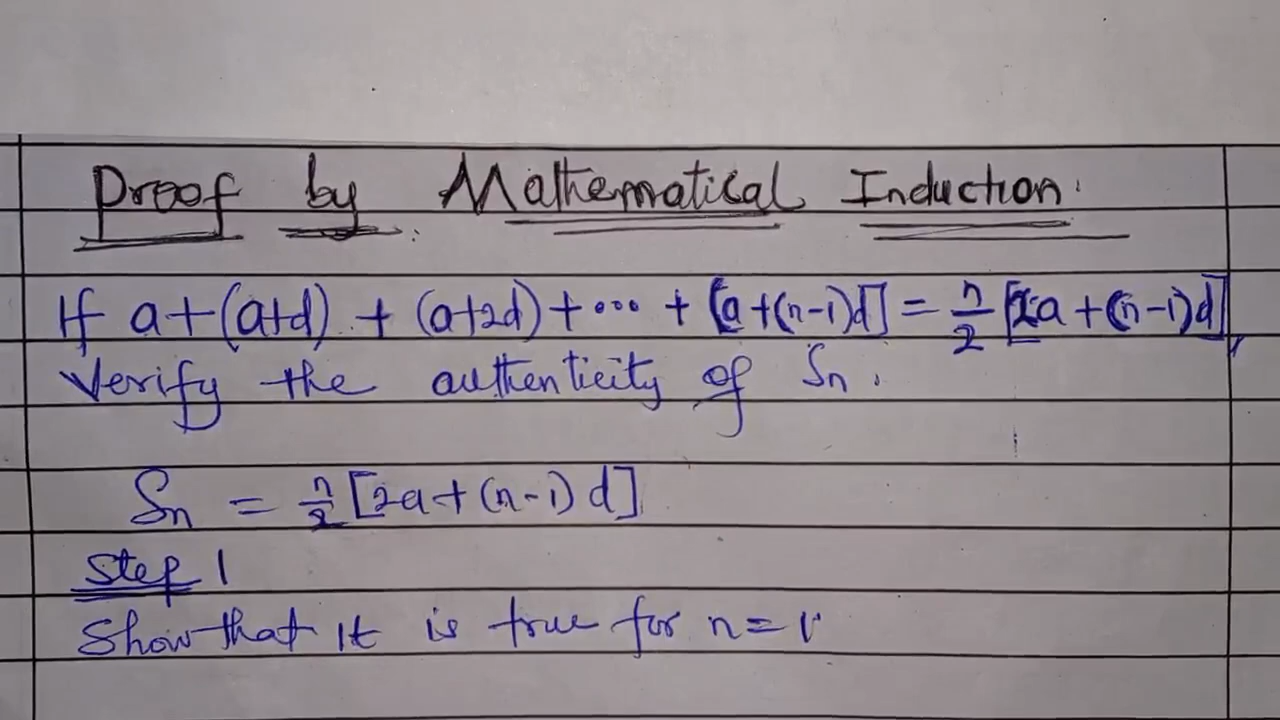 Proof by Mathematical Induction.
If a+(a+d) + (a+2d) + ... + [a+(n-1)d] = n/2 [2a + (n-1)d]
Verify the authenticity of Sn.
Sn = n/2 [2a + (n-1) d]
Step 1
Show that it is true for n = 1